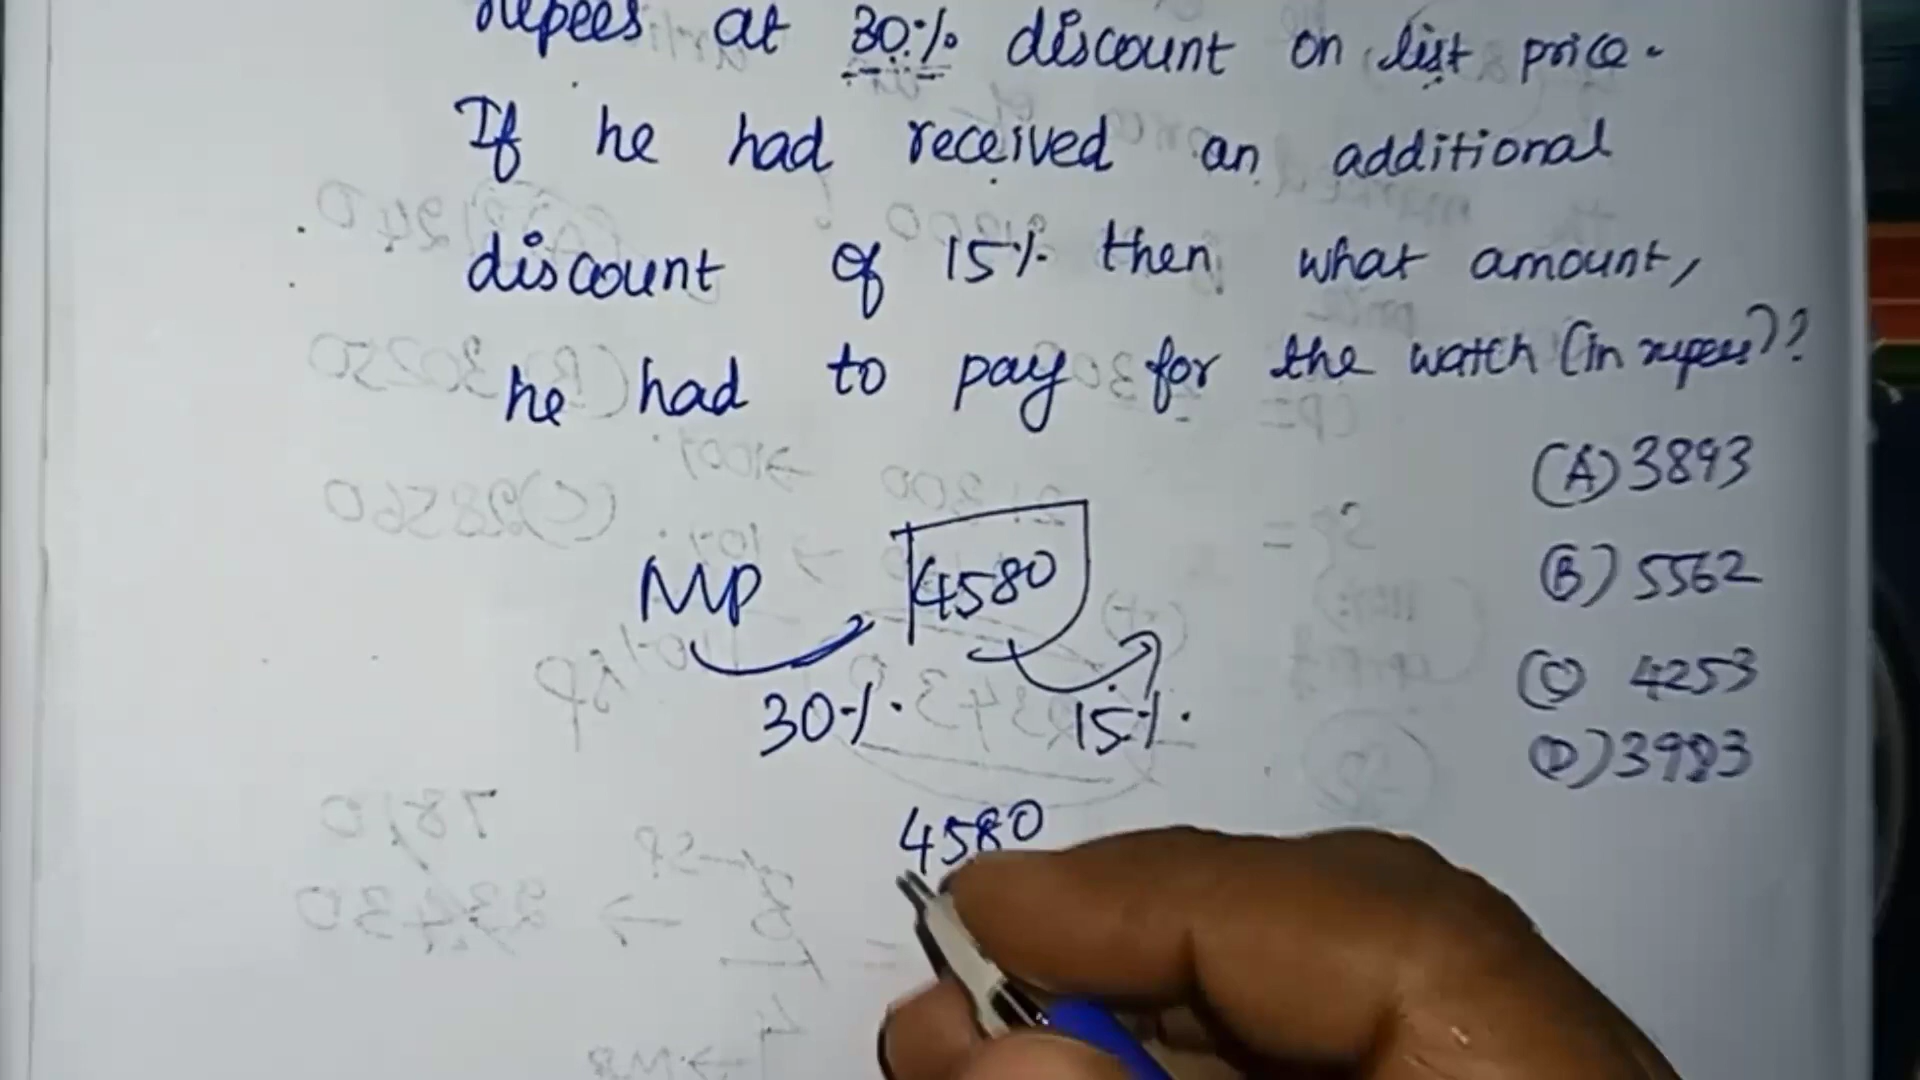 rupees at 30% discount on list price.
If he had received an additional
discount of 15% then what amount,
he had to pay for the watch (in rupees)?
(A) 3893
(B) 5562
(C) 4253
(D) 3983
MP 4580
30%. 15%.
4580